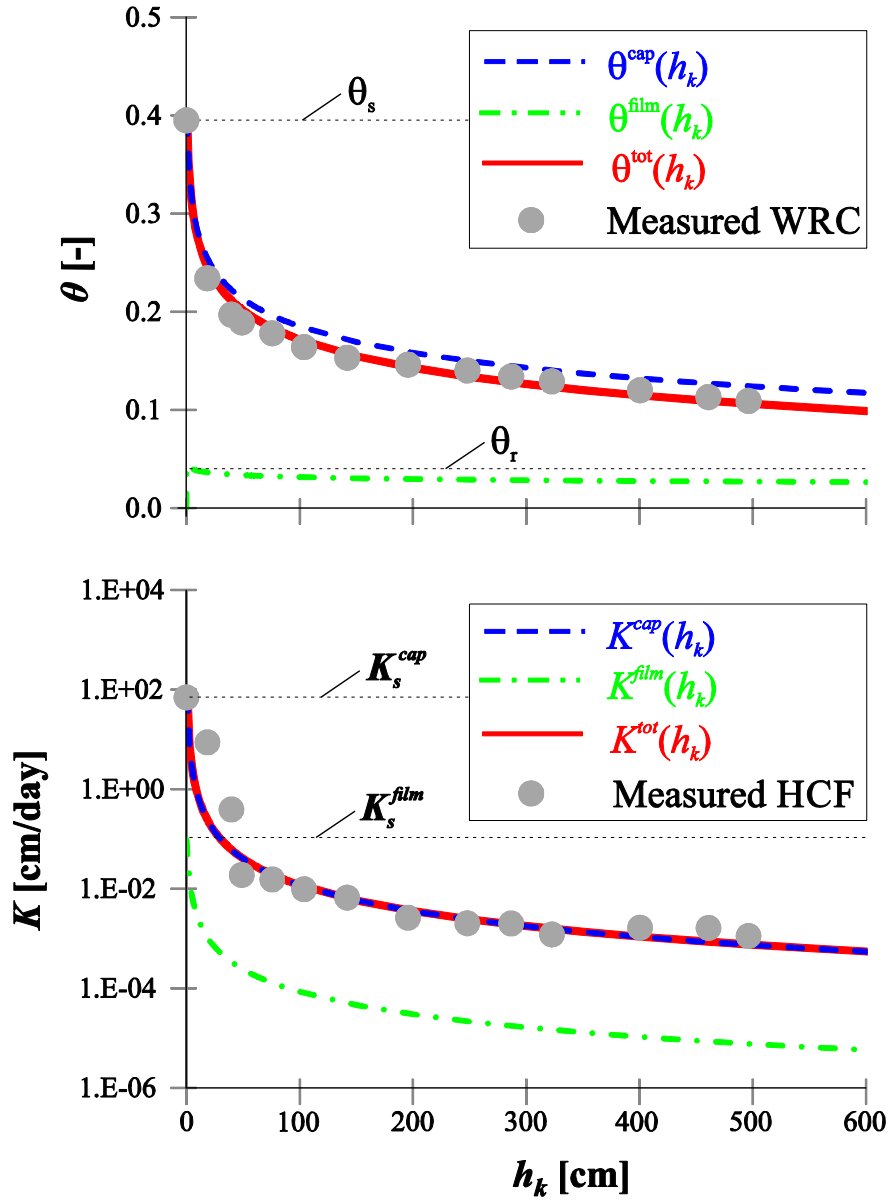 0.5
0.4
0.3
0.2
0.1
0.0
θ [-]
θs
θr
θcap(hk)
θfilm(hk)
θtot(hk)
Measured WRC
1.E+04
1.E+02
1.E+00
1.E-02
1.E-04
1.E-06
K [cm/day]
Kscap
Ksfilm
Kcap(hk)
Kfilm(hk)
Ktot(hk)
Measured HCF
0 100 200 300 400 500 600
hk [cm]